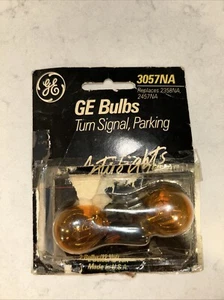 3057NA
Replaces 2358NA,
2457NA
GE
GE Bulbs
Turn Signal, Parking
Made in U.S.A.